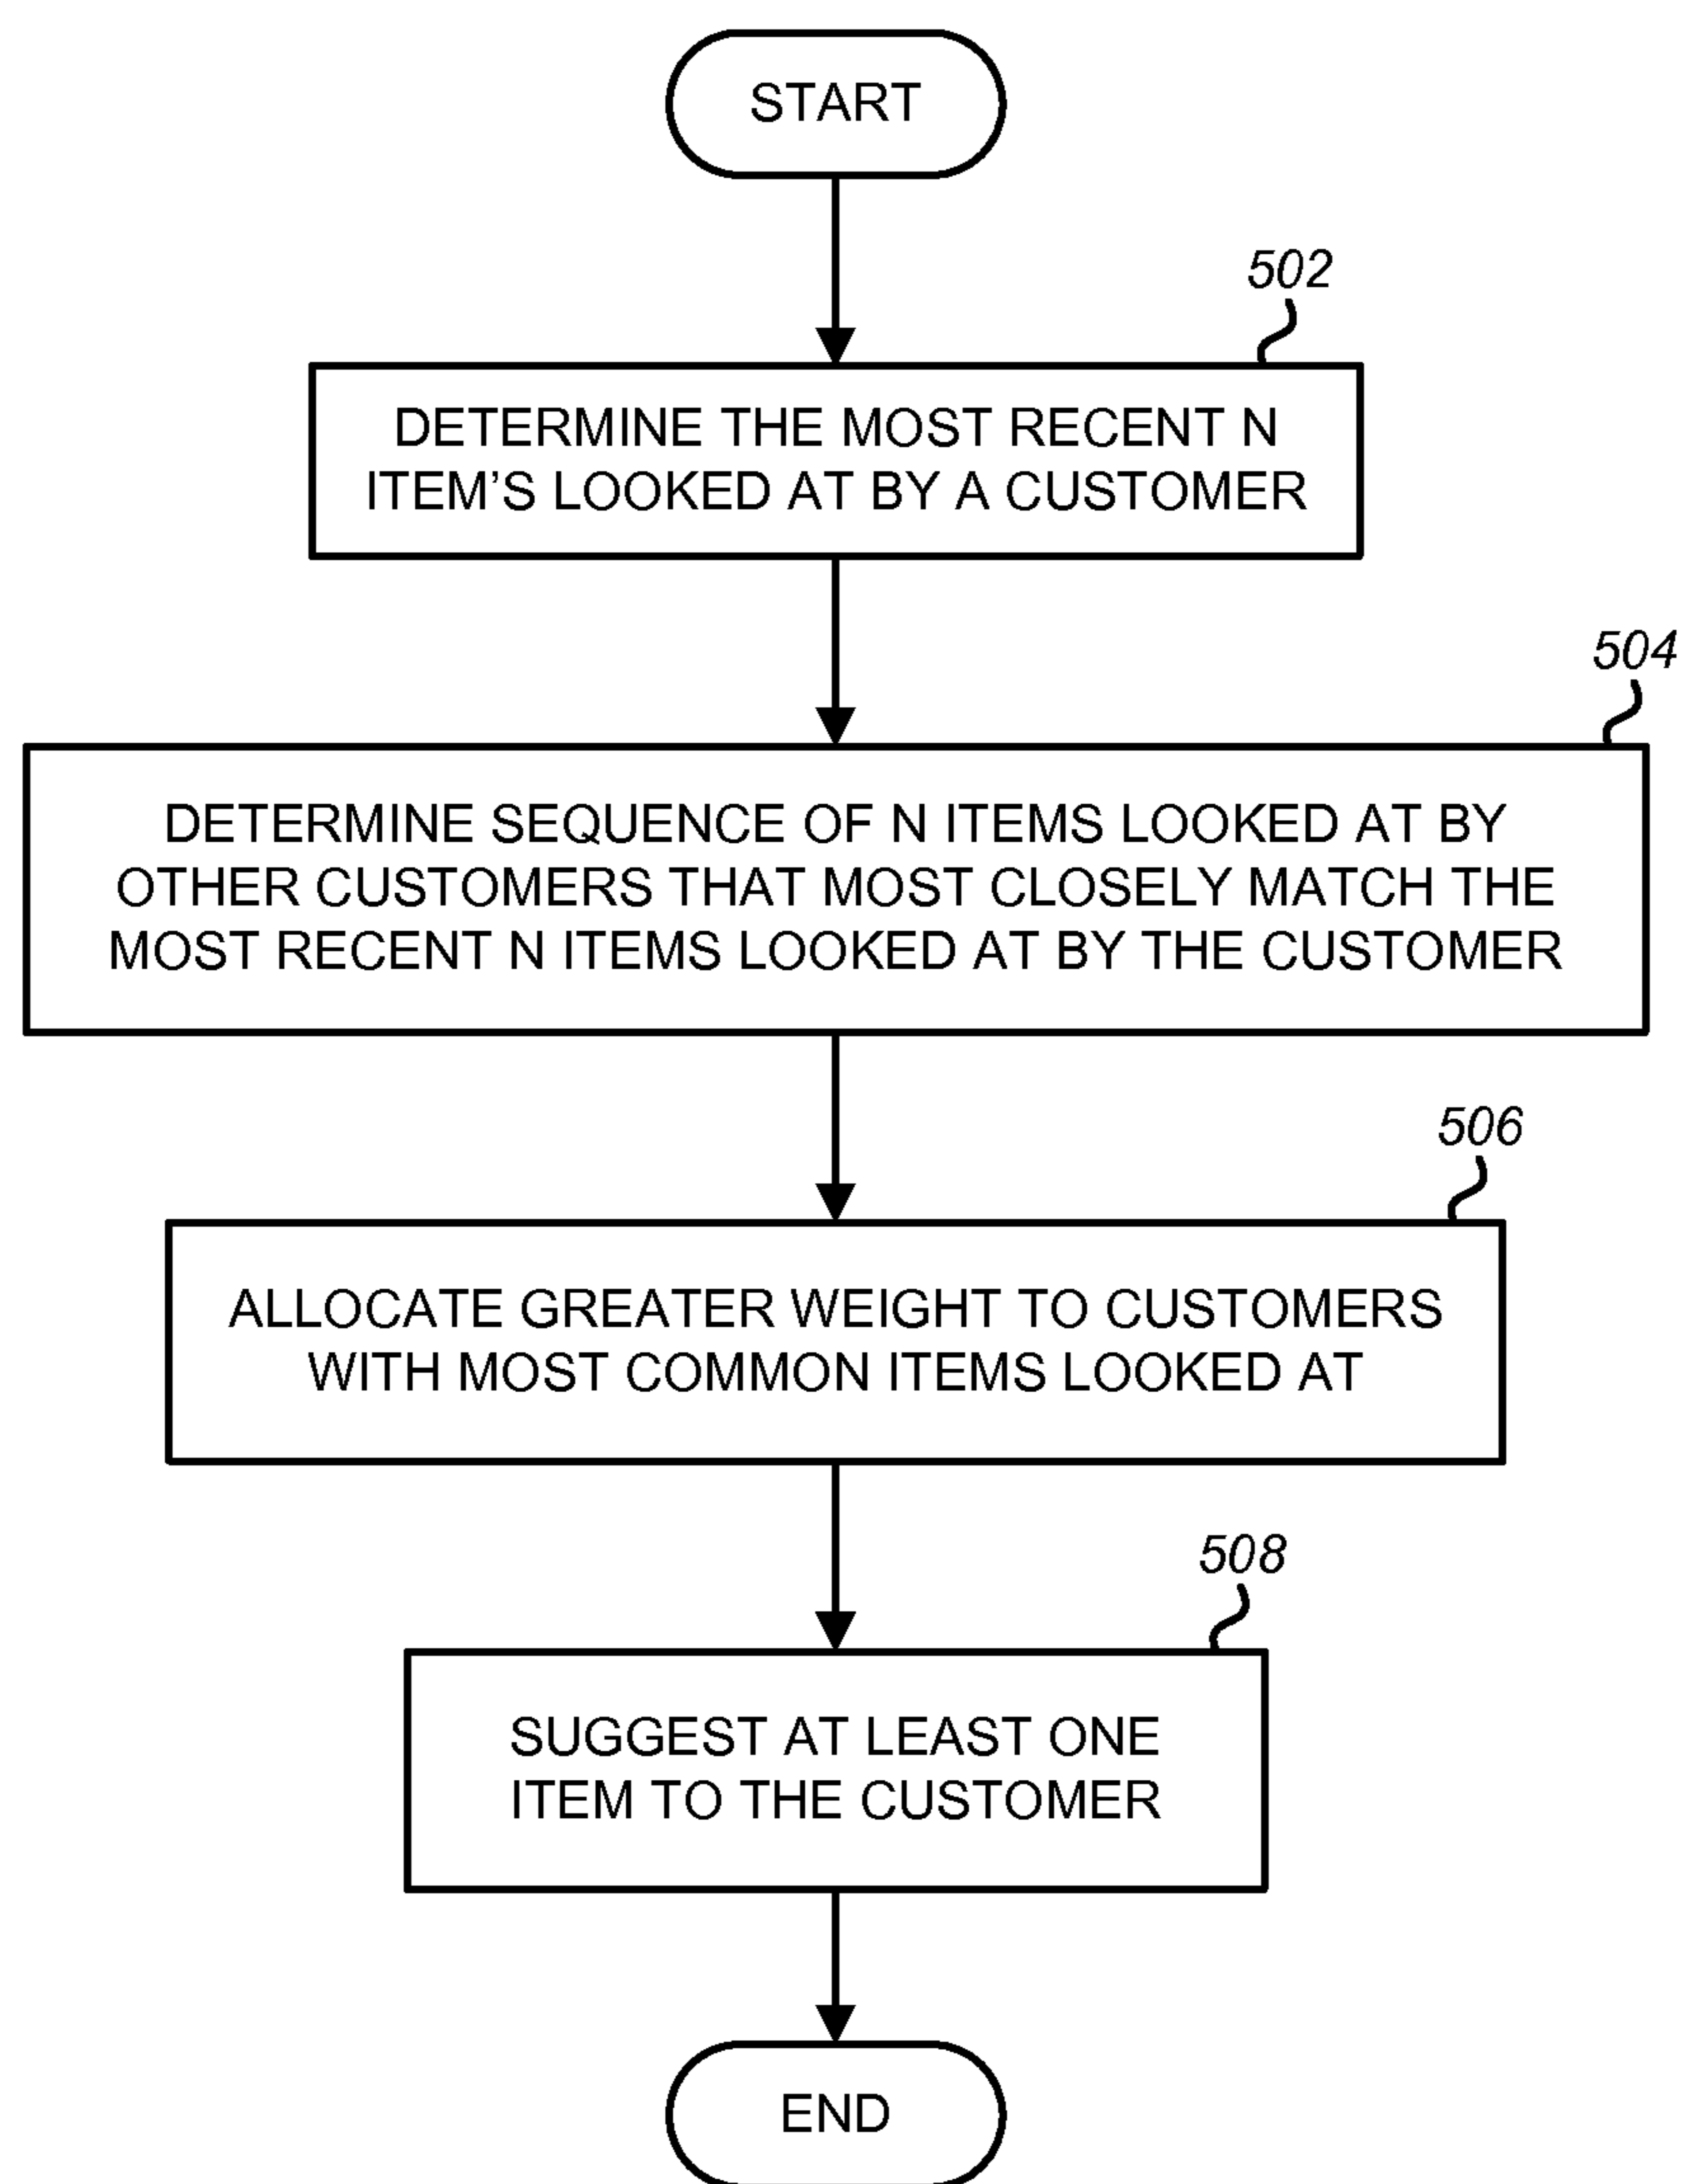 START
502
DETERMINE THE MOST RECENT N
ITEM’S LOOKED AT BY A CUSTOMER
504
DETERMINE SEQUENCE OF N ITEMS LOOKED AT BY
OTHER CUSTOMERS THAT MOST CLOSELY MATCH THE
MOST RECENT N ITEMS LOOKED AT BY THE CUSTOMER
506
ALLOCATE GREATER WEIGHT TO CUSTOMERS
WITH MOST COMMON ITEMS LOOKED AT
508
SUGGEST AT LEAST ONE
ITEM TO THE CUSTOMER
END